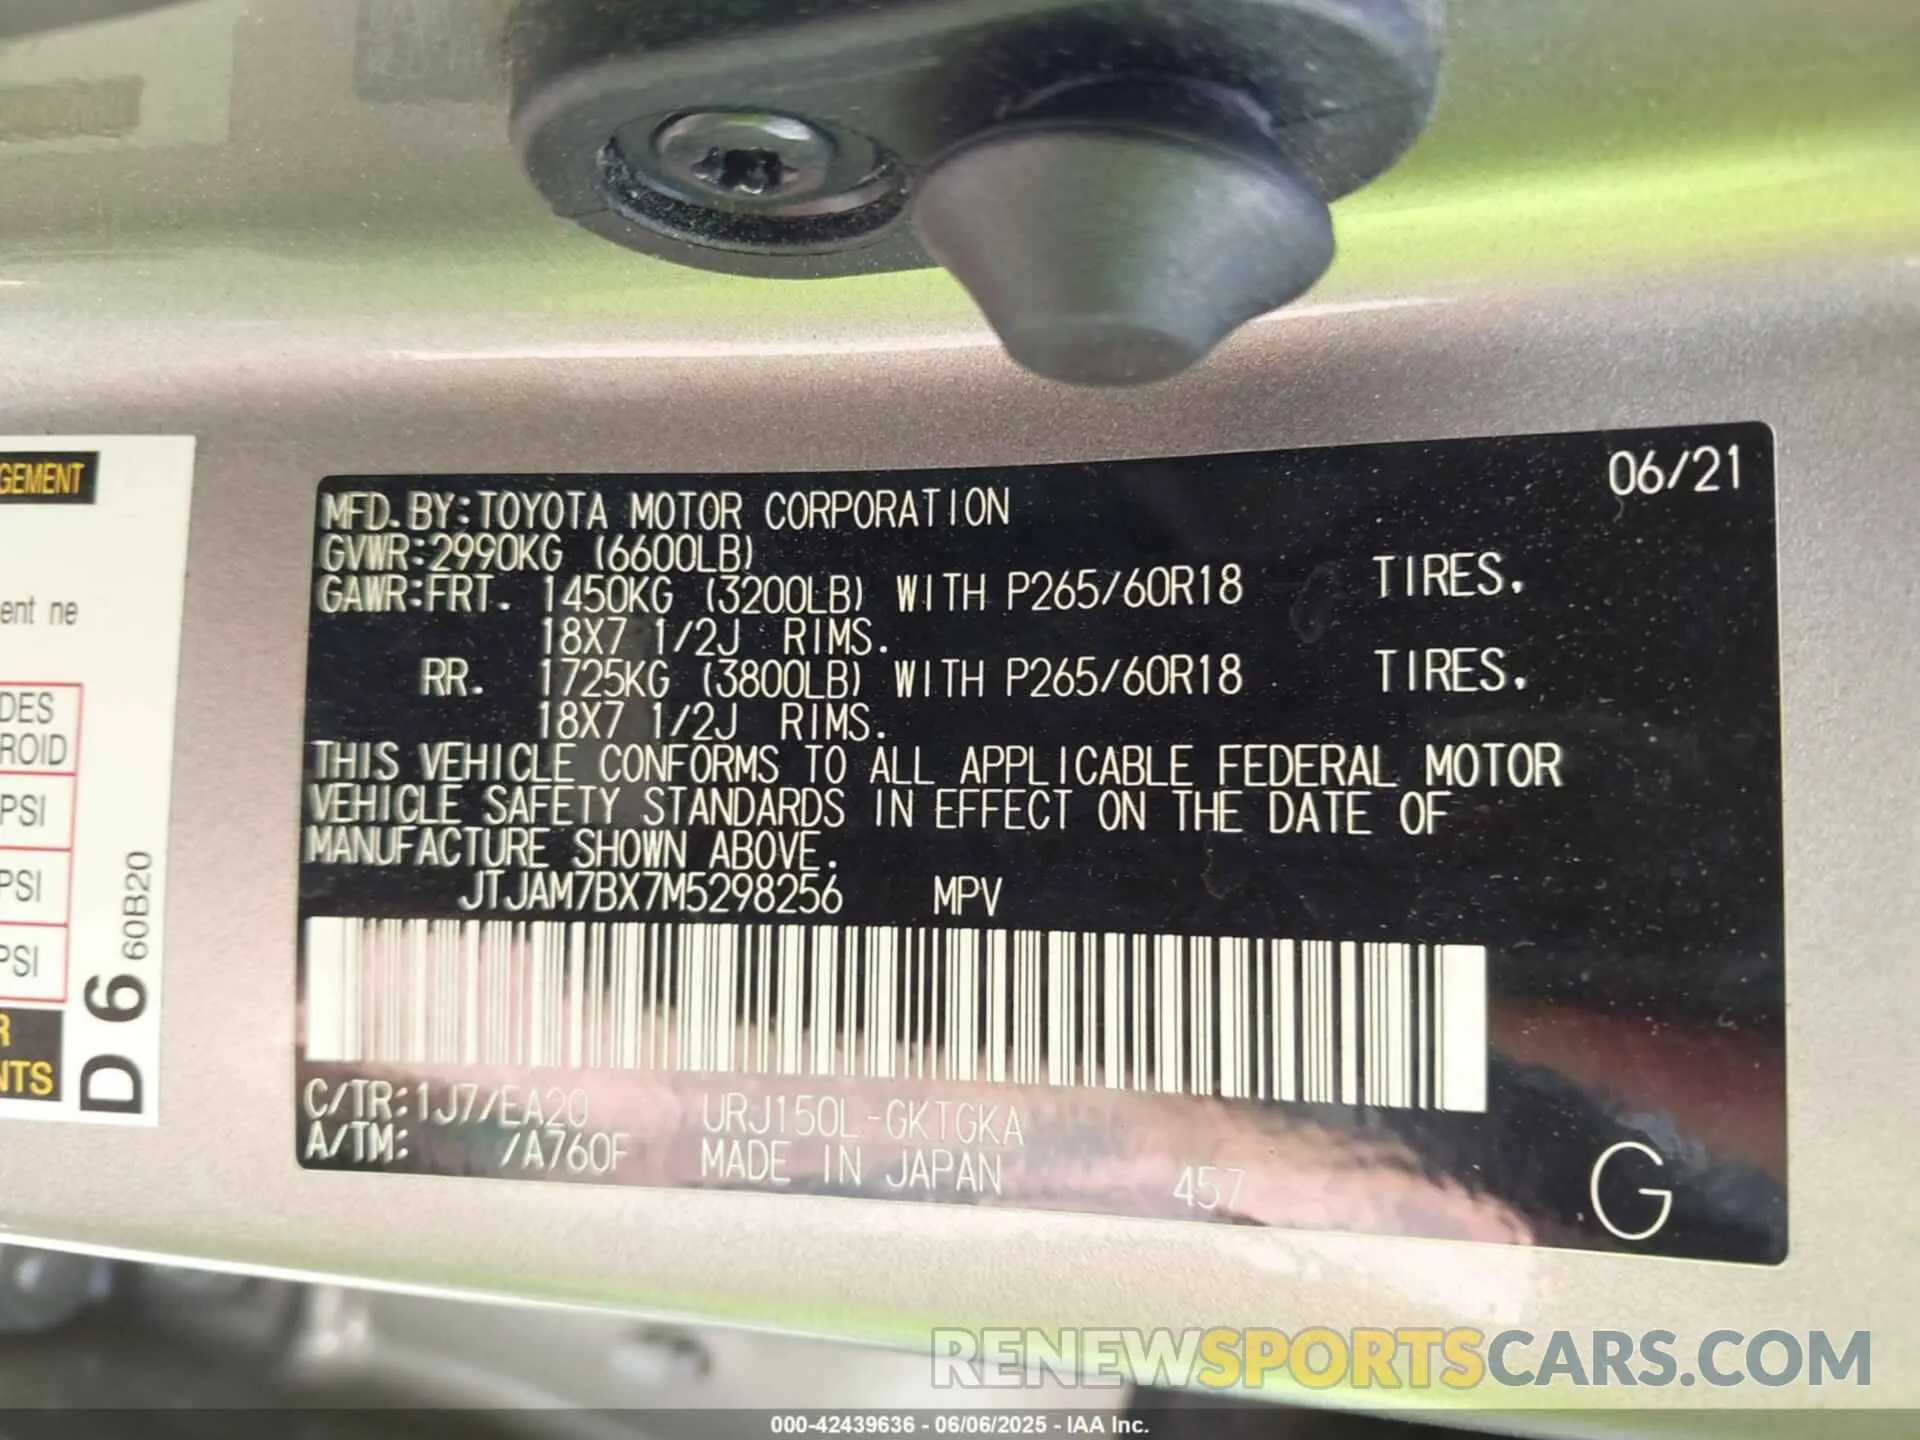 GEMENT
ent ne
DES
ROID
PSI
PSI
PSI
R
NTS
D 6 60B20
06/21
MFD. BY:TOYOTA MOTOR CORPORATION
GVWR:2990KG (6600LB)
GAWR:FRT. 1450KG (3200LB) WITH P265/60R18 TIRES,
18X7 1/2J RIMS.
RR. 1725KG (3800LB) WITH P265/60R18 TIRES,
18X7 1/2J RIMS.
THIS VEHICLE CONFORMS TO ALL APPLICABLE FEDERAL MOTOR
VEHICLE SAFETY STANDARDS IN EFFECT ON THE DATE OF
MANUFACTURE SHOWN ABOVE.
JTJAM7BX7M5298256 MPV
C/TR:1J7/EA20 URJ150L-GKTGKA
A/TM: /A760F MADE IN JAPAN 457 G
RENEWSPORTSCARS.COM
000-42439636 - 06/06/2025 - IAA Inc.